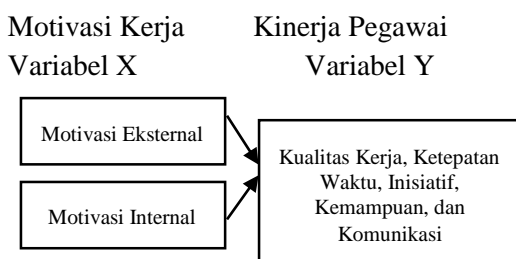 Motivasi Kerja Kinerja Pegawai
Variabel X Variabel Y
Motivasi Eksternal
Motivasi Internal
Kualitas Kerja, Ketepatan
Waktu, Inisiatif,
Kemampuan, dan
Komunikasi